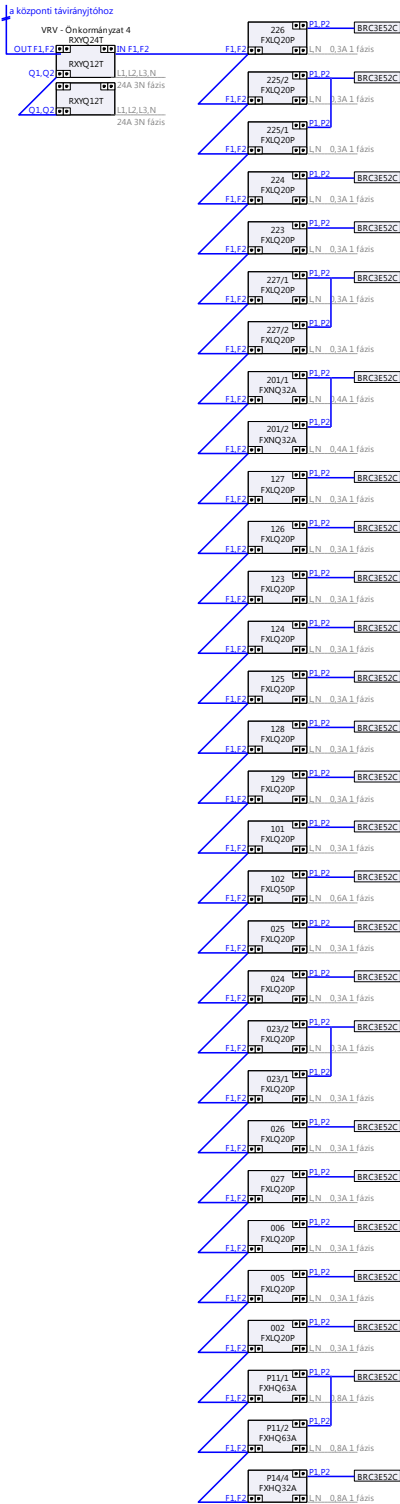 a központi távirányjtóhoz
VRV - Önkormányzat 4
RXYQ24T
OUT F1,F2
IN F1,F2
RXYQ12T
Q1,Q2
L1,L2,L3,N
24A 3N fázis
RXYQ12T
Q1,Q2
L1,L2,L3,N
24A 3N fázis
226 P1,P2 BRC3E52C
FXLQ20P
F1,F2 L,N 0,3A 1 fázis
225/2 P1,P2 BRC3E52C
FXLQ20P
F1,F2 L,N 0,3A 1 fázis
225/1 P1,P2
FXLQ20P
F1,F2 L,N 0,3A 1 fázis
224 P1,P2 BRC3E52C
FXLQ20P
F1,F2 L,N 0,3A 1 fázis
223 P1,P2 BRC3E52C
FXLQ20P
F1,F2 L,N 0,3A 1 fázis
227/1 P1,P2 BRC3E52C
FXLQ20P
F1,F2 L,N 0,3A 1 fázis
227/2 P1,P2
FXLQ20P
F1,F2 L,N 0,3A 1 fázis
201/1 P1,P2 BRC3E52C
FXNQ32A
F1,F2 L,N 0,4A 1 fázis
201/2 P1,P2
FXNQ32A
F1,F2 L,N 0,4A 1 fázis
127 P1,P2 BRC3E52C
FXLQ20P
F1,F2 L,N 0,3A 1 fázis
126 P1,P2 BRC3E52C
FXLQ20P
F1,F2 L,N 0,3A 1 fázis
123 P1,P2 BRC3E52C
FXLQ20P
F1,F2 L,N 0,3A 1 fázis
124 P1,P2 BRC3E52C
FXLQ20P
F1,F2 L,N 0,3A 1 fázis
125 P1,P2 BRC3E52C
FXLQ20P
F1,F2 L,N 0,3A 1 fázis
128 P1,P2 BRC3E52C
FXLQ20P
F1,F2 L,N 0,3A 1 fázis
129 P1,P2 BRC3E52C
FXLQ20P
F1,F2 L,N 0,3A 1 fázis
101 P1,P2 BRC3E52C
FXLQ20P
F1,F2 L,N 0,3A 1 fázis
102 P1,P2 BRC3E52C
FXLQ50P
F1,F2 L,N 0,6A 1 fázis
025 P1,P2 BRC3E52C
FXLQ20P
F1,F2 L,N 0,3A 1 fázis
024 P1,P2 BRC3E52C
FXLQ20P
F1,F2 L,N 0,3A 1 fázis
023/2 P1,P2 BRC3E52C
FXLQ20P
F1,F2 L,N 0,3A 1 fázis
023/1 P1,P2
FXLQ20P
F1,F2 L,N 0,3A 1 fázis
026 P1,P2 BRC3E52C
FXLQ20P
F1,F2 L,N 0,3A 1 fázis
027 P1,P2 BRC3E52C
FXLQ20P
F1,F2 L,N 0,3A 1 fázis
006 P1,P2 BRC3E52C
FXLQ20P
F1,F2 L,N 0,3A 1 fázis
005 P1,P2 BRC3E52C
FXLQ20P
F1,F2 L,N 0,3A 1 fázis
002 P1,P2 BRC3E52C
FXLQ20P
F1,F2 L,N 0,3A 1 fázis
P11/1 P1,P2 BRC3E52C
FXHQ63A
F1,F2 L,N 0,8A 1 fázis
P11/2 P1,P2
FXHQ63A
F1,F2 L,N 0,8A 1 fázis
P14/4 P1,P2 BRC3E52C
FXHQ32A
F1,F2 L,N 0,8A 1 fázis